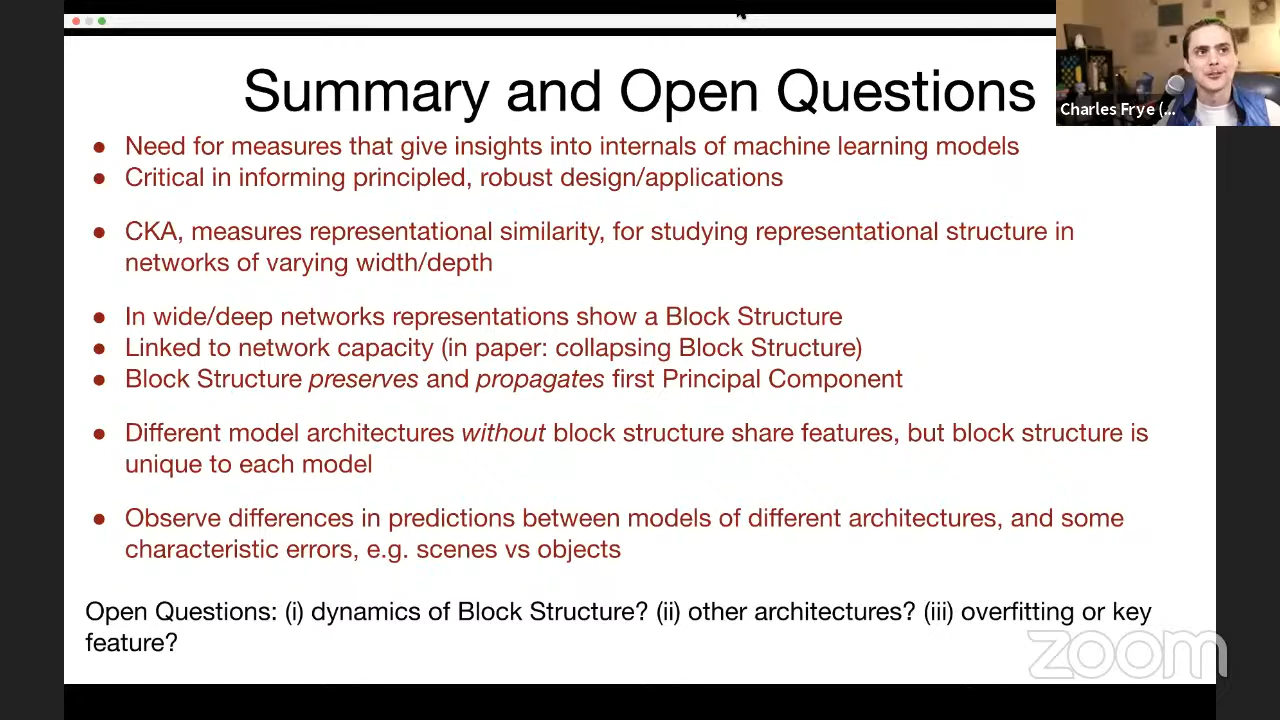 Summary and Open Questions
Charles Frye (...
● Need for measures that give insights into internals of machine learning models
● Critical in informing principled, robust design/applications
● CKA, measures representational similarity, for studying representational structure in
networks of varying width/depth
● In wide/deep networks representations show a Block Structure
● Linked to network capacity (in paper: collapsing Block Structure)
● Block Structure preserves and propagates first Principal Component
● Different model architectures without block structure share features, but block structure is
unique to each model
● Observe differences in predictions between models of different architectures, and some
characteristic errors, e.g. scenes vs objects
Open Questions: (i) dynamics of Block Structure? (ii) other architectures? (iii) overfitting or key
feature?
zoom